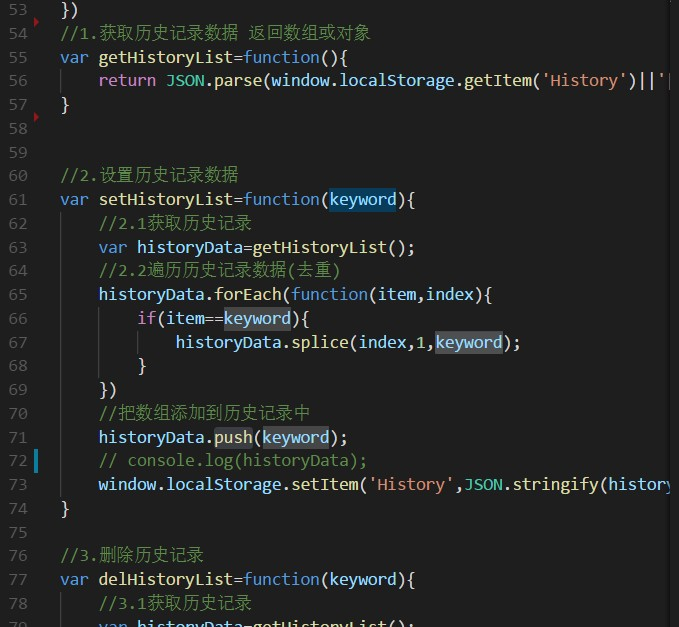 53 })
54 //1.获取历史记录数据 返回数组或对象
55 var getHistoryList=function(){
56 return JSON.parse(window.localStorage.getItem('History')||'[
57 }
58
59
60 //2.设置历史记录数据
61 var setHistoryList=function(keyword){
62 //2.1获取历史记录
63 var historyData=getHistoryList();
64 //2.2遍历历史记录数据(去重)
65 historyData.forEach(function(item,index){
66 if(item==keyword){
67 historyData.splice(index,1,keyword);
68 }
69 })
70 //把数组添加到历史记录中
71 historyData.push(keyword);
72 // console.log(historyData);
73 window.localStorage.setItem('History',JSON.stringify(history
74 }
75
76 //3.删除历史记录
77 var delHistoryList=function(keyword){
78 //3.1获取历史记录
79 var historyData=getHistoryList();